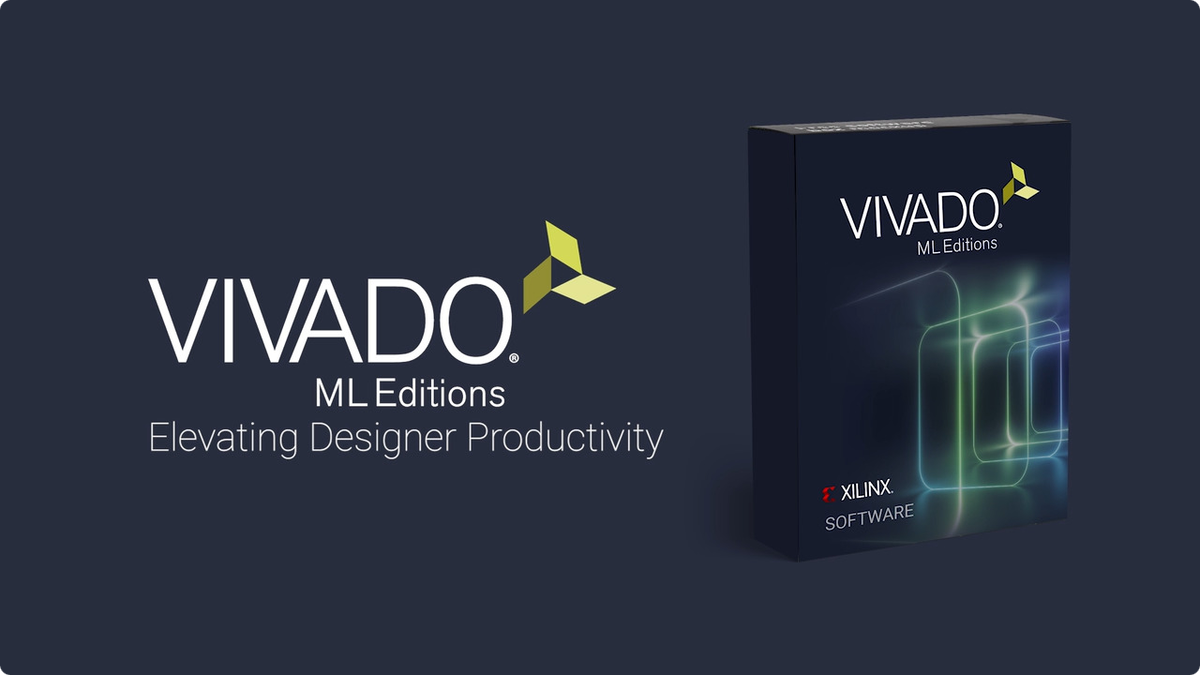 VIVADO®
ML Editions
Elevating Designer Productivity
VIVADO®
ML Editions
XILINX.
SOFTWARE